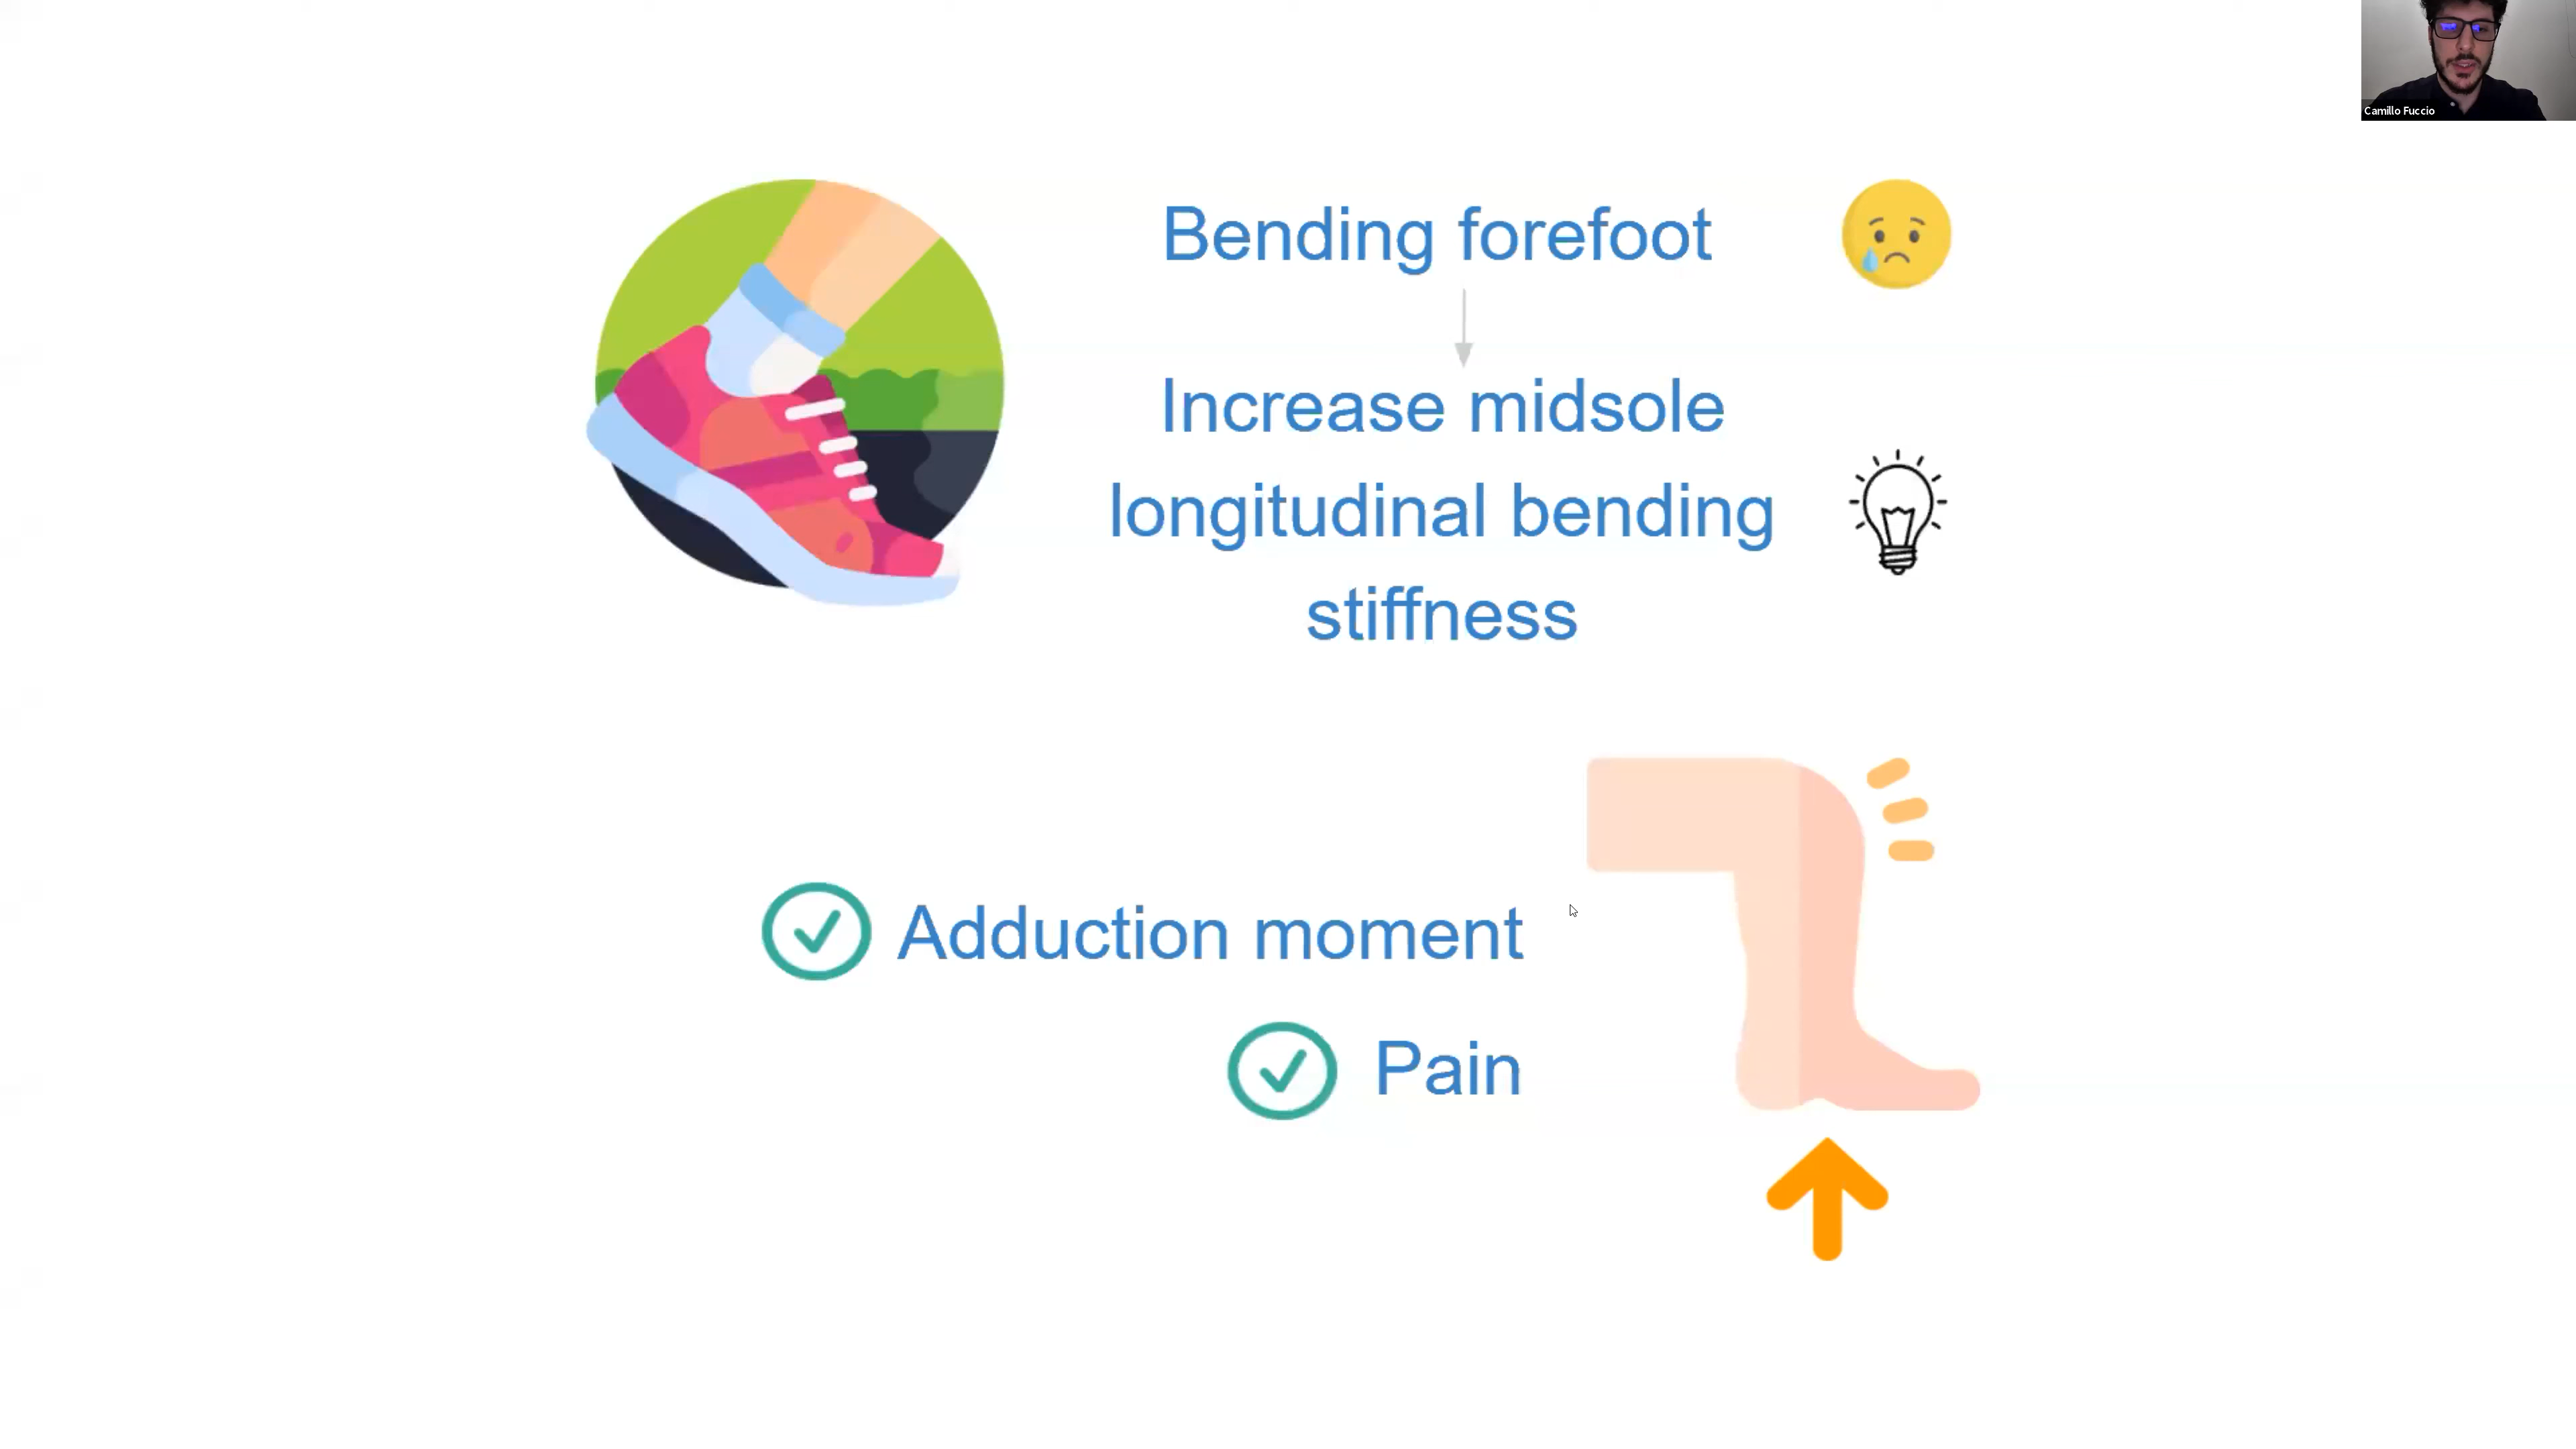 Camillo Fuccio
Bending forefoot
Increase midsole
longitudinal bending
stiffness
Adduction moment
Pain